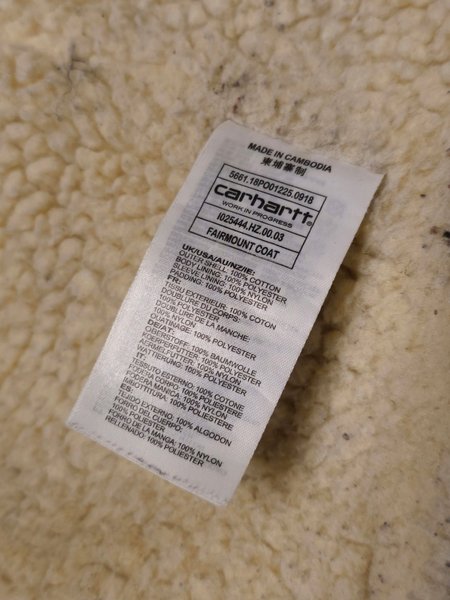 MADE IN CAMBODIA
柬埔寨制
5661.18PO01225.0918
carhartt
WORK IN PROGRESS
I025444.HZ.00.03
FAIRMOUNT COAT
UK/USA/AU/NZ/IE:
OUTER SHELL: 100% COTTON
BODY LINING: 100% POLYESTER
SLEEVE LINING: 100% NYLON
PADDING: 100% POLYESTER
FR:
TISSU EXTERIEUR: 100% COTON
DOUBLURE DU CORPS:
100% POLYESTER
DOUBLURE DE LA MANCHE:
100% NYLON
OUATINAGE: 100% POLYESTER
DE/AT:
OBERSTOFF: 100% BAUMWOLLE
KOERPERFUTTER: 100% POLYESTER
ÄRMELFUTTER: 100% NYLON
WATTIERUNG: 100% POLYESTER
IT:
TESSUTO ESTERNO: 100% COTONE
FODERA CORPO: 100% POLIESTERE
FODERA MANICA: 100% NYLON
IMBOTTITURA: 100% POLIESTERE
ES:
TEJIDO EXTERNO: 100% ALGODON
FORRO DEL CUERPO:
100% POLIESTER
FORRO DE LA MANGA: 100% NYLON
RELLENADO: 100% POLIESTER